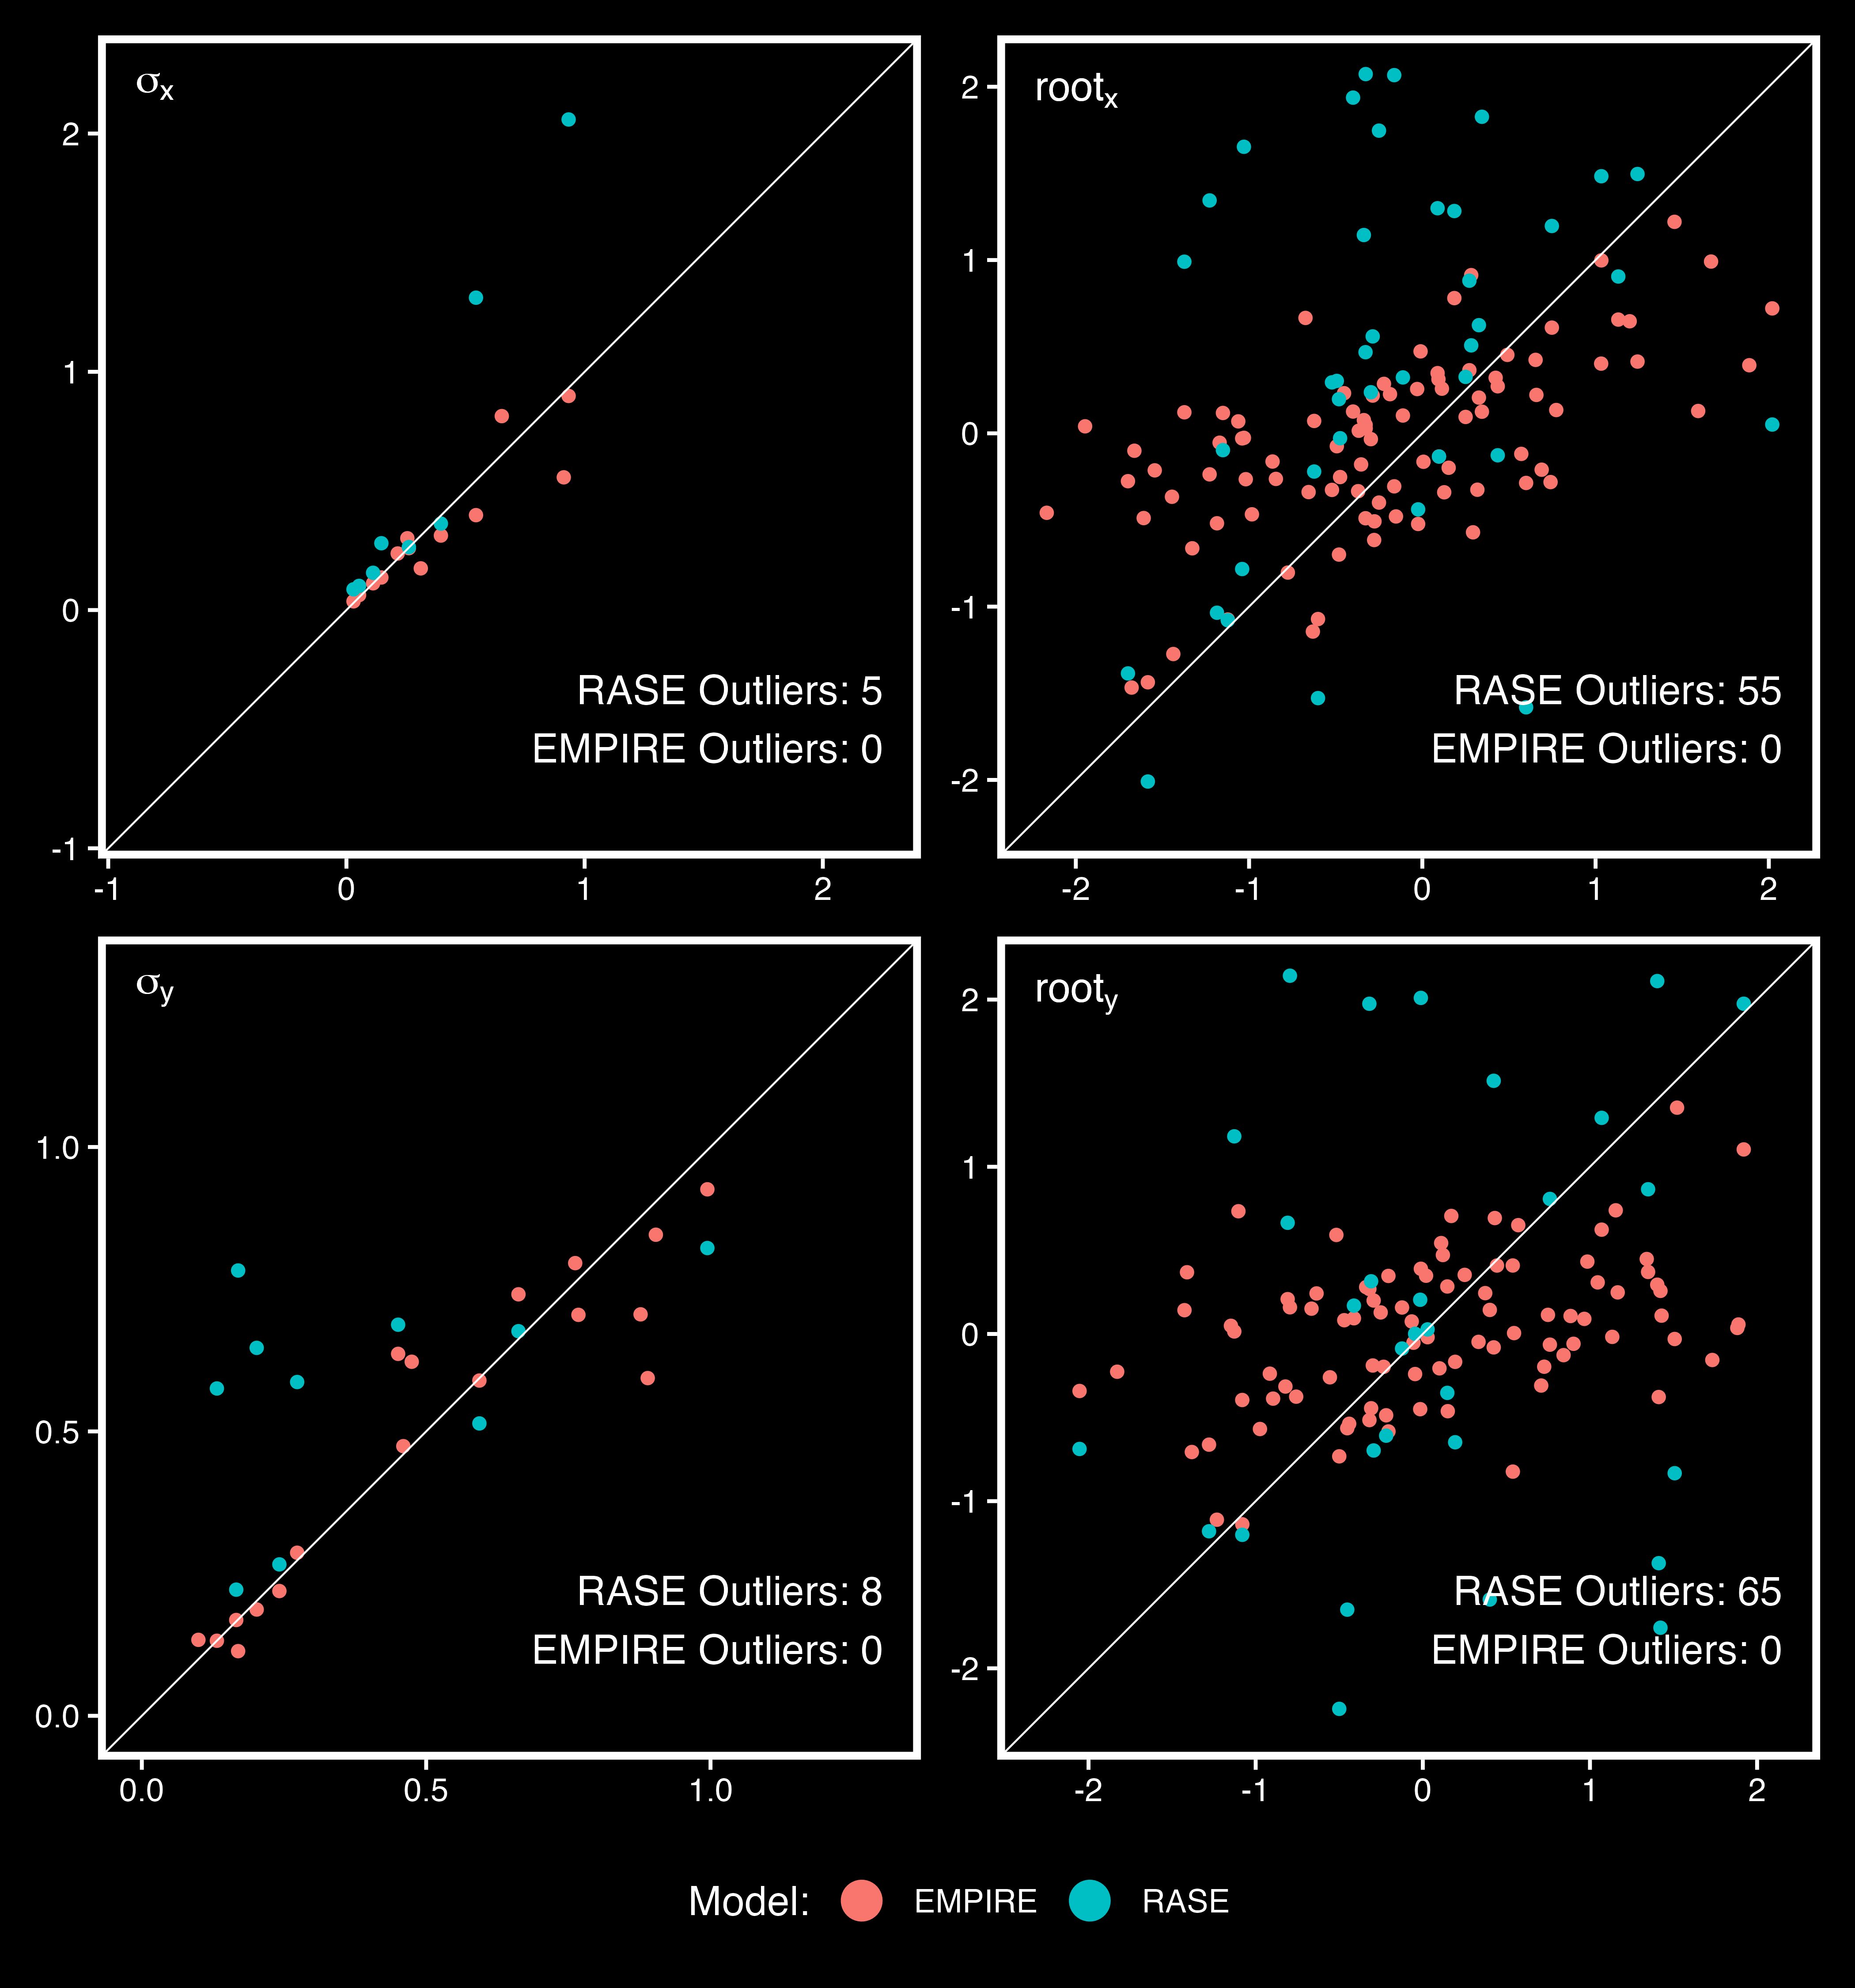 σx
2
1
0
-1
-1 0 1 2
RASE Outliers: 5
EMPIRE Outliers: 0
rootx
2
1
0
-1
-2
-2 -1 0 1 2
RASE Outliers: 55
EMPIRE Outliers: 0
σy
1.0
0.5
0.0
0.0 0.5 1.0
RASE Outliers: 8
EMPIRE Outliers: 0
rooty
2
1
0
-1
-2
-2 -1 0 1 2
RASE Outliers: 65
EMPIRE Outliers: 0
Model: EMPIRE RASE